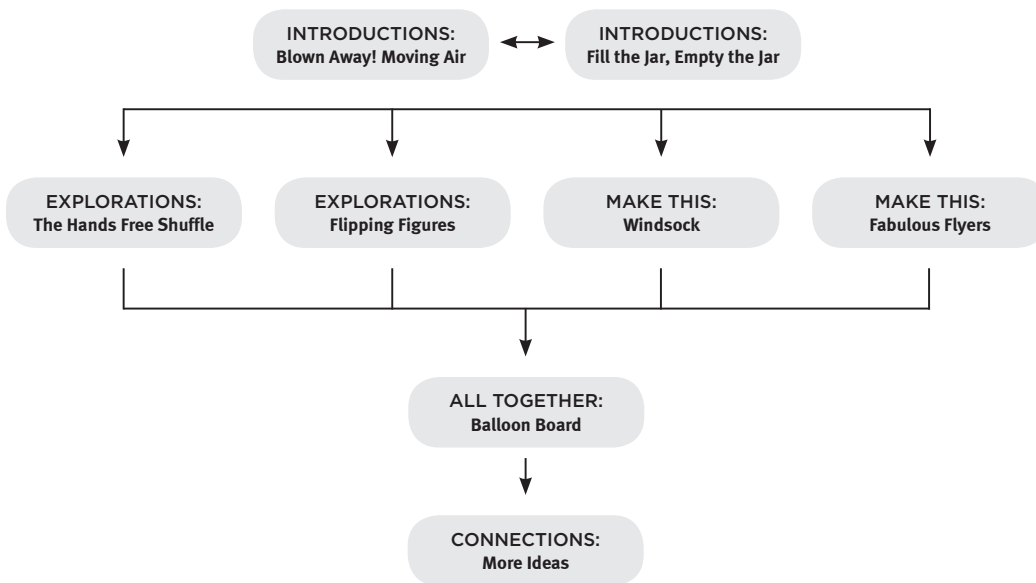 INTRODUCTIONS:
Blown Away! Moving Air
INTRODUCTIONS:
Fill the Jar, Empty the Jar
EXPLORATIONS:
The Hands Free Shuffle
EXPLORATIONS:
Flipping Figures
MAKE THIS:
Windsock
MAKE THIS:
Fabulous Flyers
ALL TOGETHER:
Balloon Board
CONNECTIONS:
More Ideas